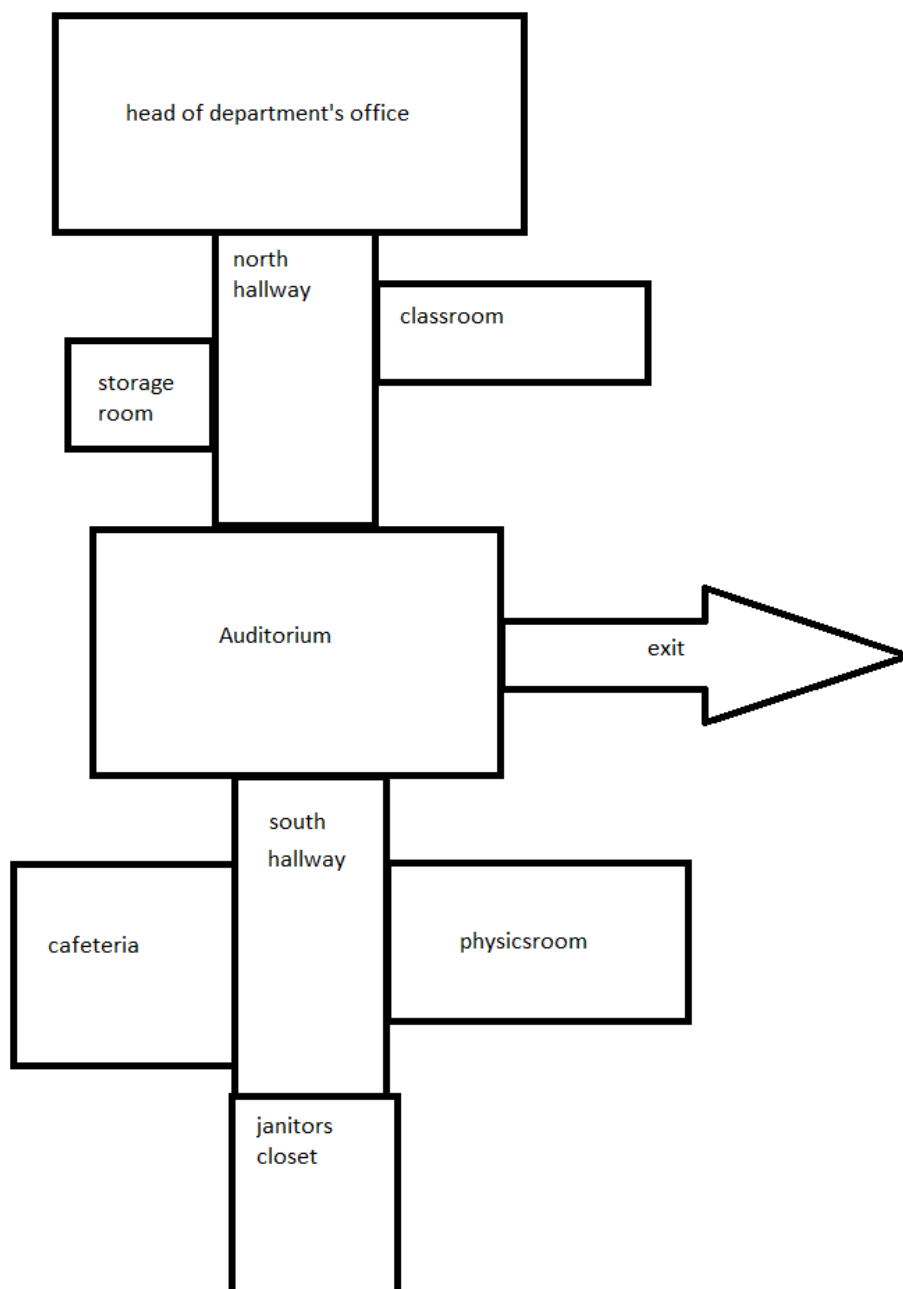 head of department's office
north
hallway
classroom
storage
room
Auditorium
exit
south
hallway
cafeteria
physicsroom
janitors
closet